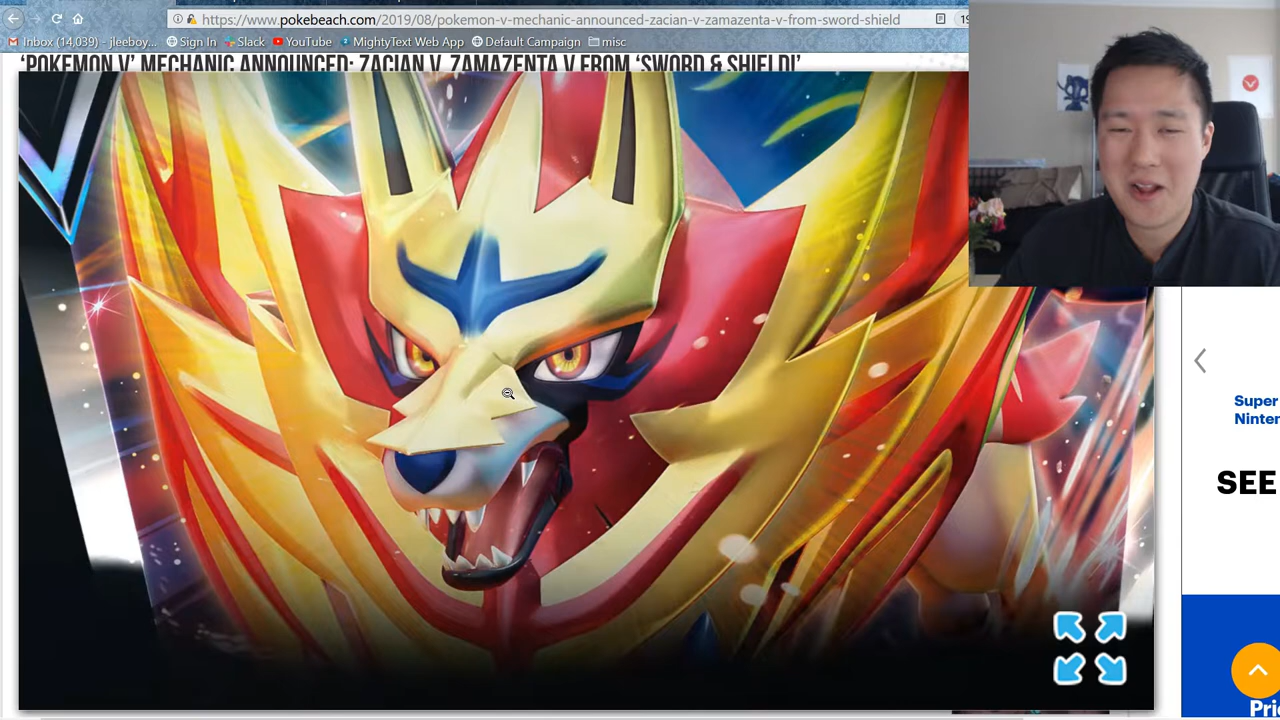 https://www.pokebeach.com/2019/08/pokemon-v-mechanic-announced-zacian-v-zamazenta-v-from-sword-shield
Inbox (14,039) - jleeboy... Sign In Slack YouTube MightyText Web App Default Campaign misc
‘POKEMON V’ MECHANIC ANNOUNCED: ZACIAN V, ZAMAZENTA V FROM ‘SWORD & SHIELD!’
Super
Ninten
SEE
Pri